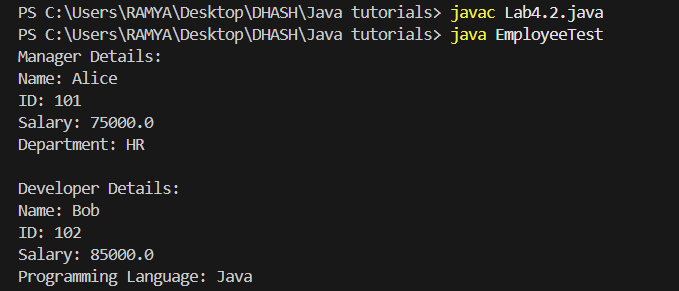 PS C:\Users\RAMYA\Desktop\DHASH\Java tutorials> javac Lab4.2.java
PS C:\Users\RAMYA\Desktop\DHASH\Java tutorials> java EmployeeTest
Manager Details:
Name: Alice
ID: 101
Salary: 75000.0
Department: HR

Developer Details:
Name: Bob
ID: 102
Salary: 85000.0
Programming Language: Java